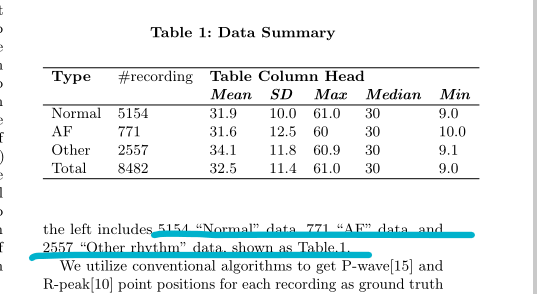 Table 1: Data Summary
Type #recording Table Column Head
Mean SD Max Median Min
Normal 5154 31.9 10.0 61.0 30 9.0
AF 771 31.6 12.5 60 30 10.0
Other 2557 34.1 11.8 60.9 30 9.1
Total 8482 32.5 11.4 61.0 30 9.0
the left includes 5154 “Normal” data, 771 “AF” data, and
2557 “Other rhythm” data, shown as Table.1.
We utilize conventional algorithms to get P-wave[15] and
R-peak[10] point positions for each recording as ground truth